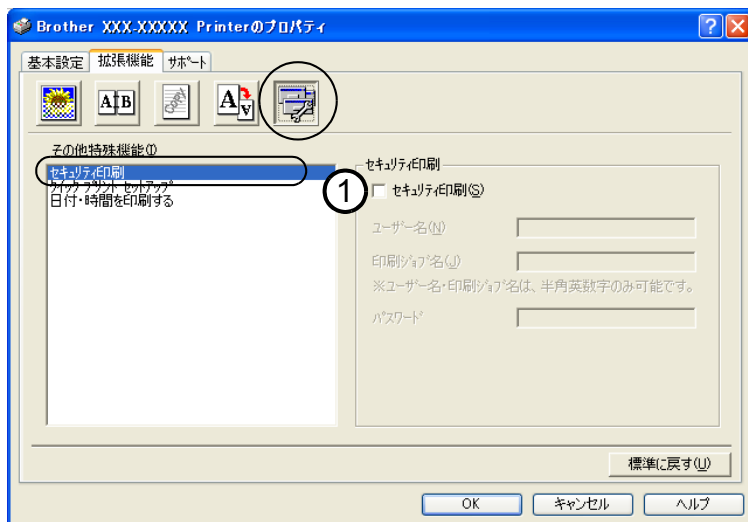 Brother XXX-XXXXX Printerのプロパティ
基本設定 拡張機能 サポート
その他特殊機能(I)
セキュリティ印刷
クイック プリント セットアップ
日付・時間を印刷する
セキュリティ印刷
① セキュリティ印刷(S)
ユーザー名(N)
印刷ジョブ名(J)
※ユーザー名・印刷ジョブ名は、半角英数字のみ可能です。
パスワード
標準に戻す(U)
OK キャンセル ヘルプ